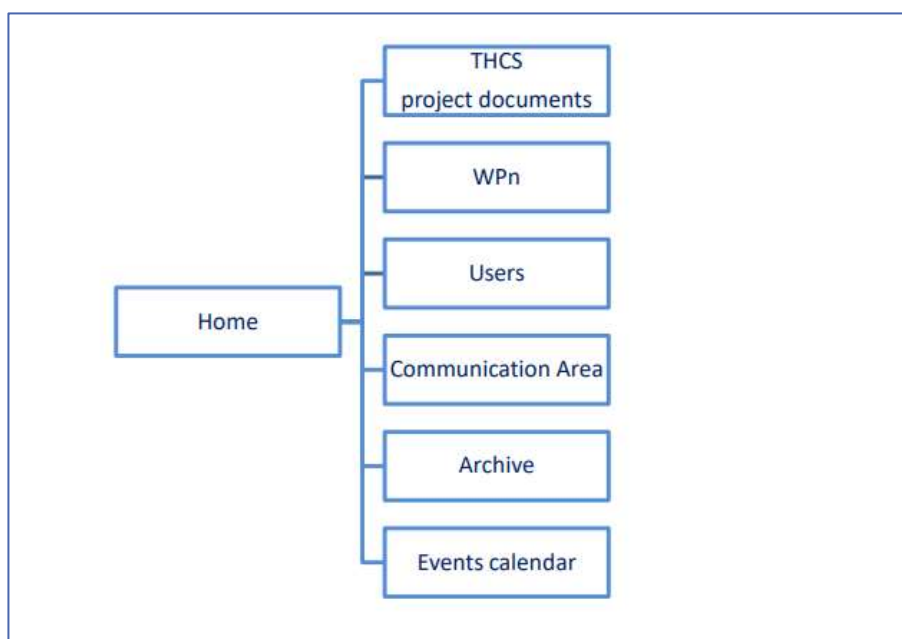 THCS
project documents
WPn
Users
Home
Communication Area
Archive
Events calendar